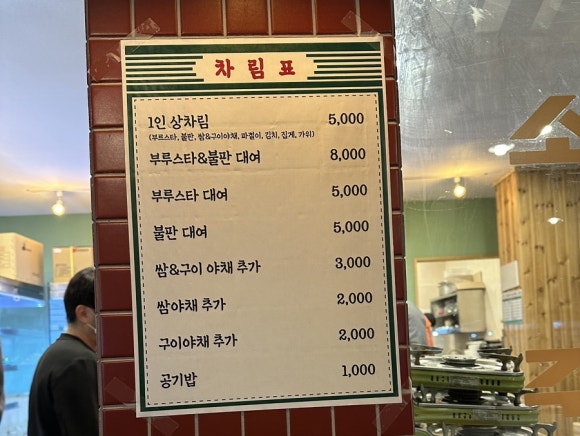 차림표
1인 상차림 5,000
(부르스타, 불판, 쌈&구이야채, 파절이, 김치, 집게, 가위)
부루스타&불판 대여 8,000
부루스타 대여 5,000
불판 대여 5,000
쌈&구이 야채 추가 3,000
쌈야채 추가 2,000
구이야채 추가 2,000
공기밥 1,000